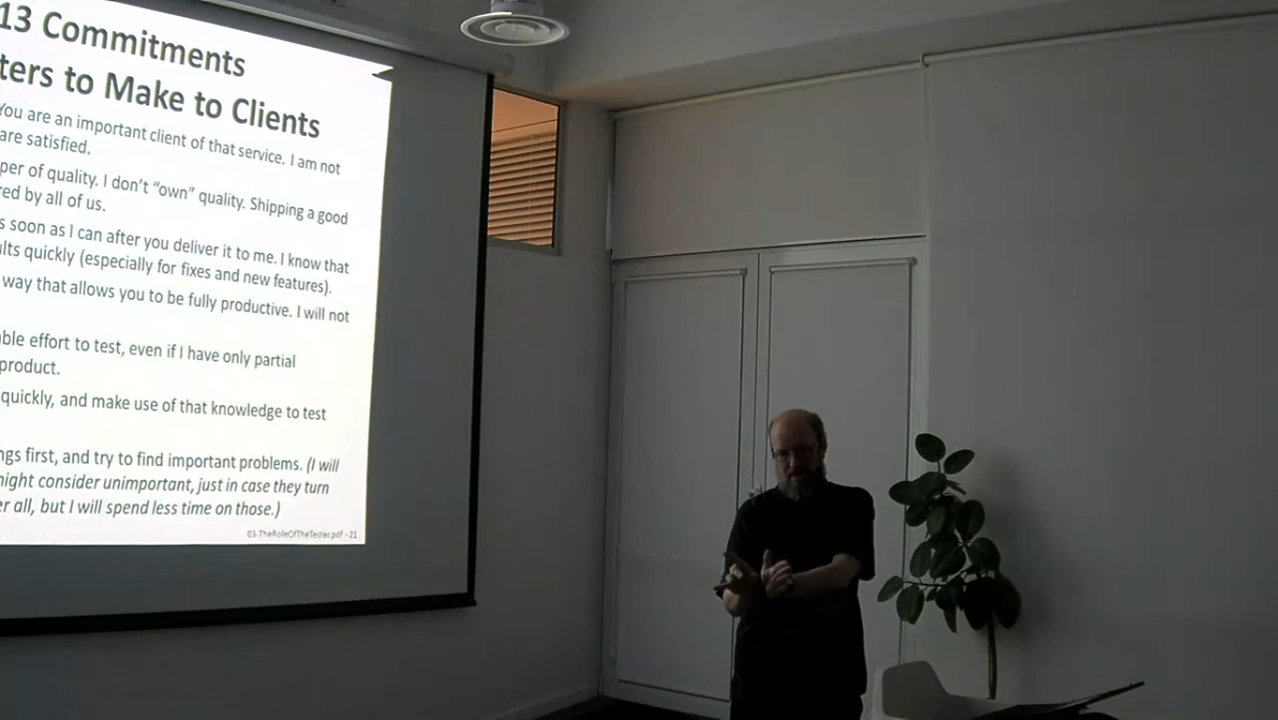 13 Commitments
ters to Make to Clients
You are an important client of that service. I am not
are satisfied.
per of quality. I don't "own" quality. Shipping a good
red by all of us.
s soon as I can after you deliver it to me. I know that
ults quickly (especially for fixes and new features).
way that allows you to be fully productive. I will not
ble effort to test, even if I have only partial
product.
quickly, and make use of that knowledge to test
ngs first, and try to find important problems. (I will
might consider unimportant, just in case they turn
er all, but I will spend less time on those.)
03-TheRoleOfTheTester.pdf - 21